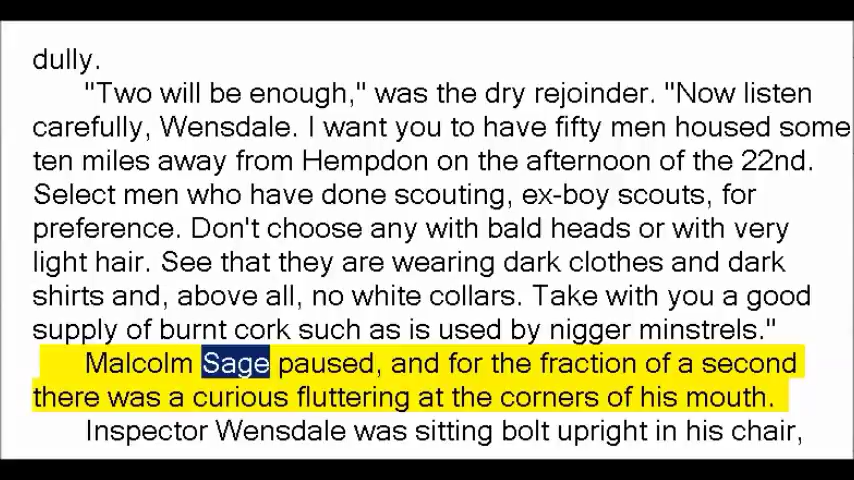 dully.
"Two will be enough," was the dry rejoinder. "Now listen
carefully, Wensdale. I want you to have fifty men housed some
ten miles away from Hempdon on the afternoon of the 22nd.
Select men who have done scouting, ex-boy scouts, for
preference. Don't choose any with bald heads or with very
light hair. See that they are wearing dark clothes and dark
shirts and, above all, no white collars. Take with you a good
supply of burnt cork such as is used by nigger minstrels."
Malcolm Sage paused, and for the fraction of a second
there was a curious fluttering at the corners of his mouth.
Inspector Wensdale was sitting bolt upright in his chair,